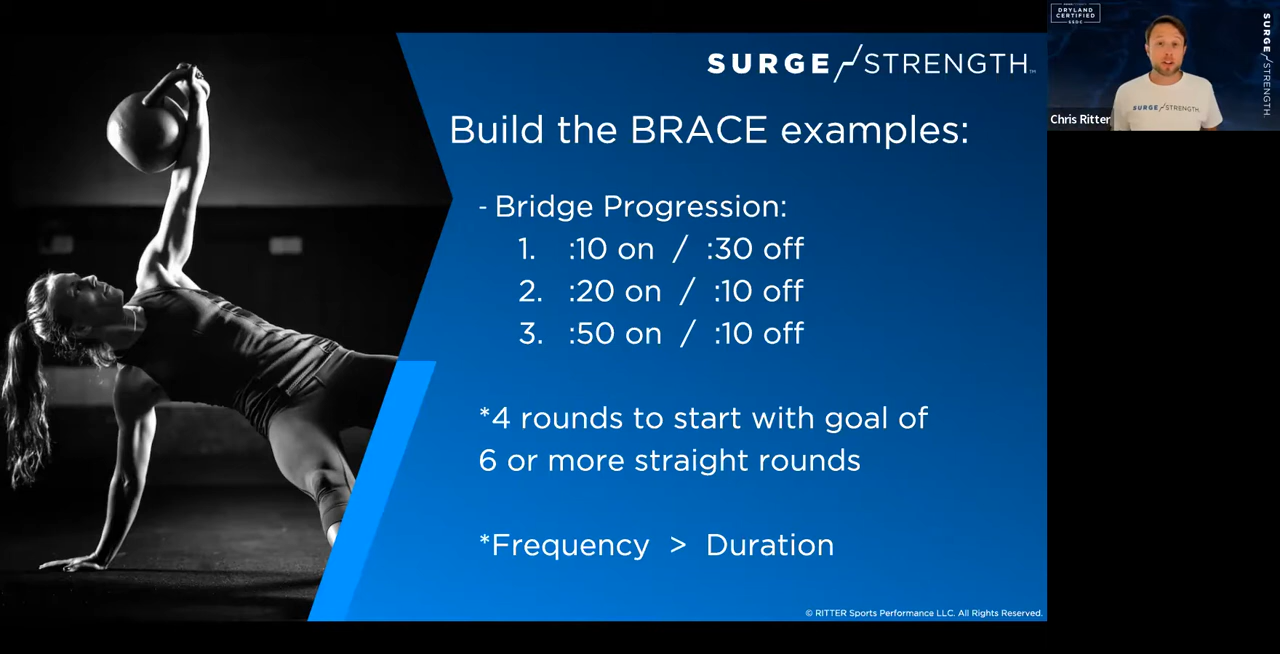 SURGE STRENGTH™
Build the BRACE examples:
- Bridge Progression:
1. :10 on / :30 off
2. :20 on / :10 off
3. :50 on / :10 off
*4 rounds to start with goal of
6 or more straight rounds
*Frequency > Duration
© RITTER Sports Performance LLC. All Rights Reserved.
DRYLAND
CERTIFIED
SSDC
SURGE STRENGTH
SURGE STRENGTH.
Chris Ritter